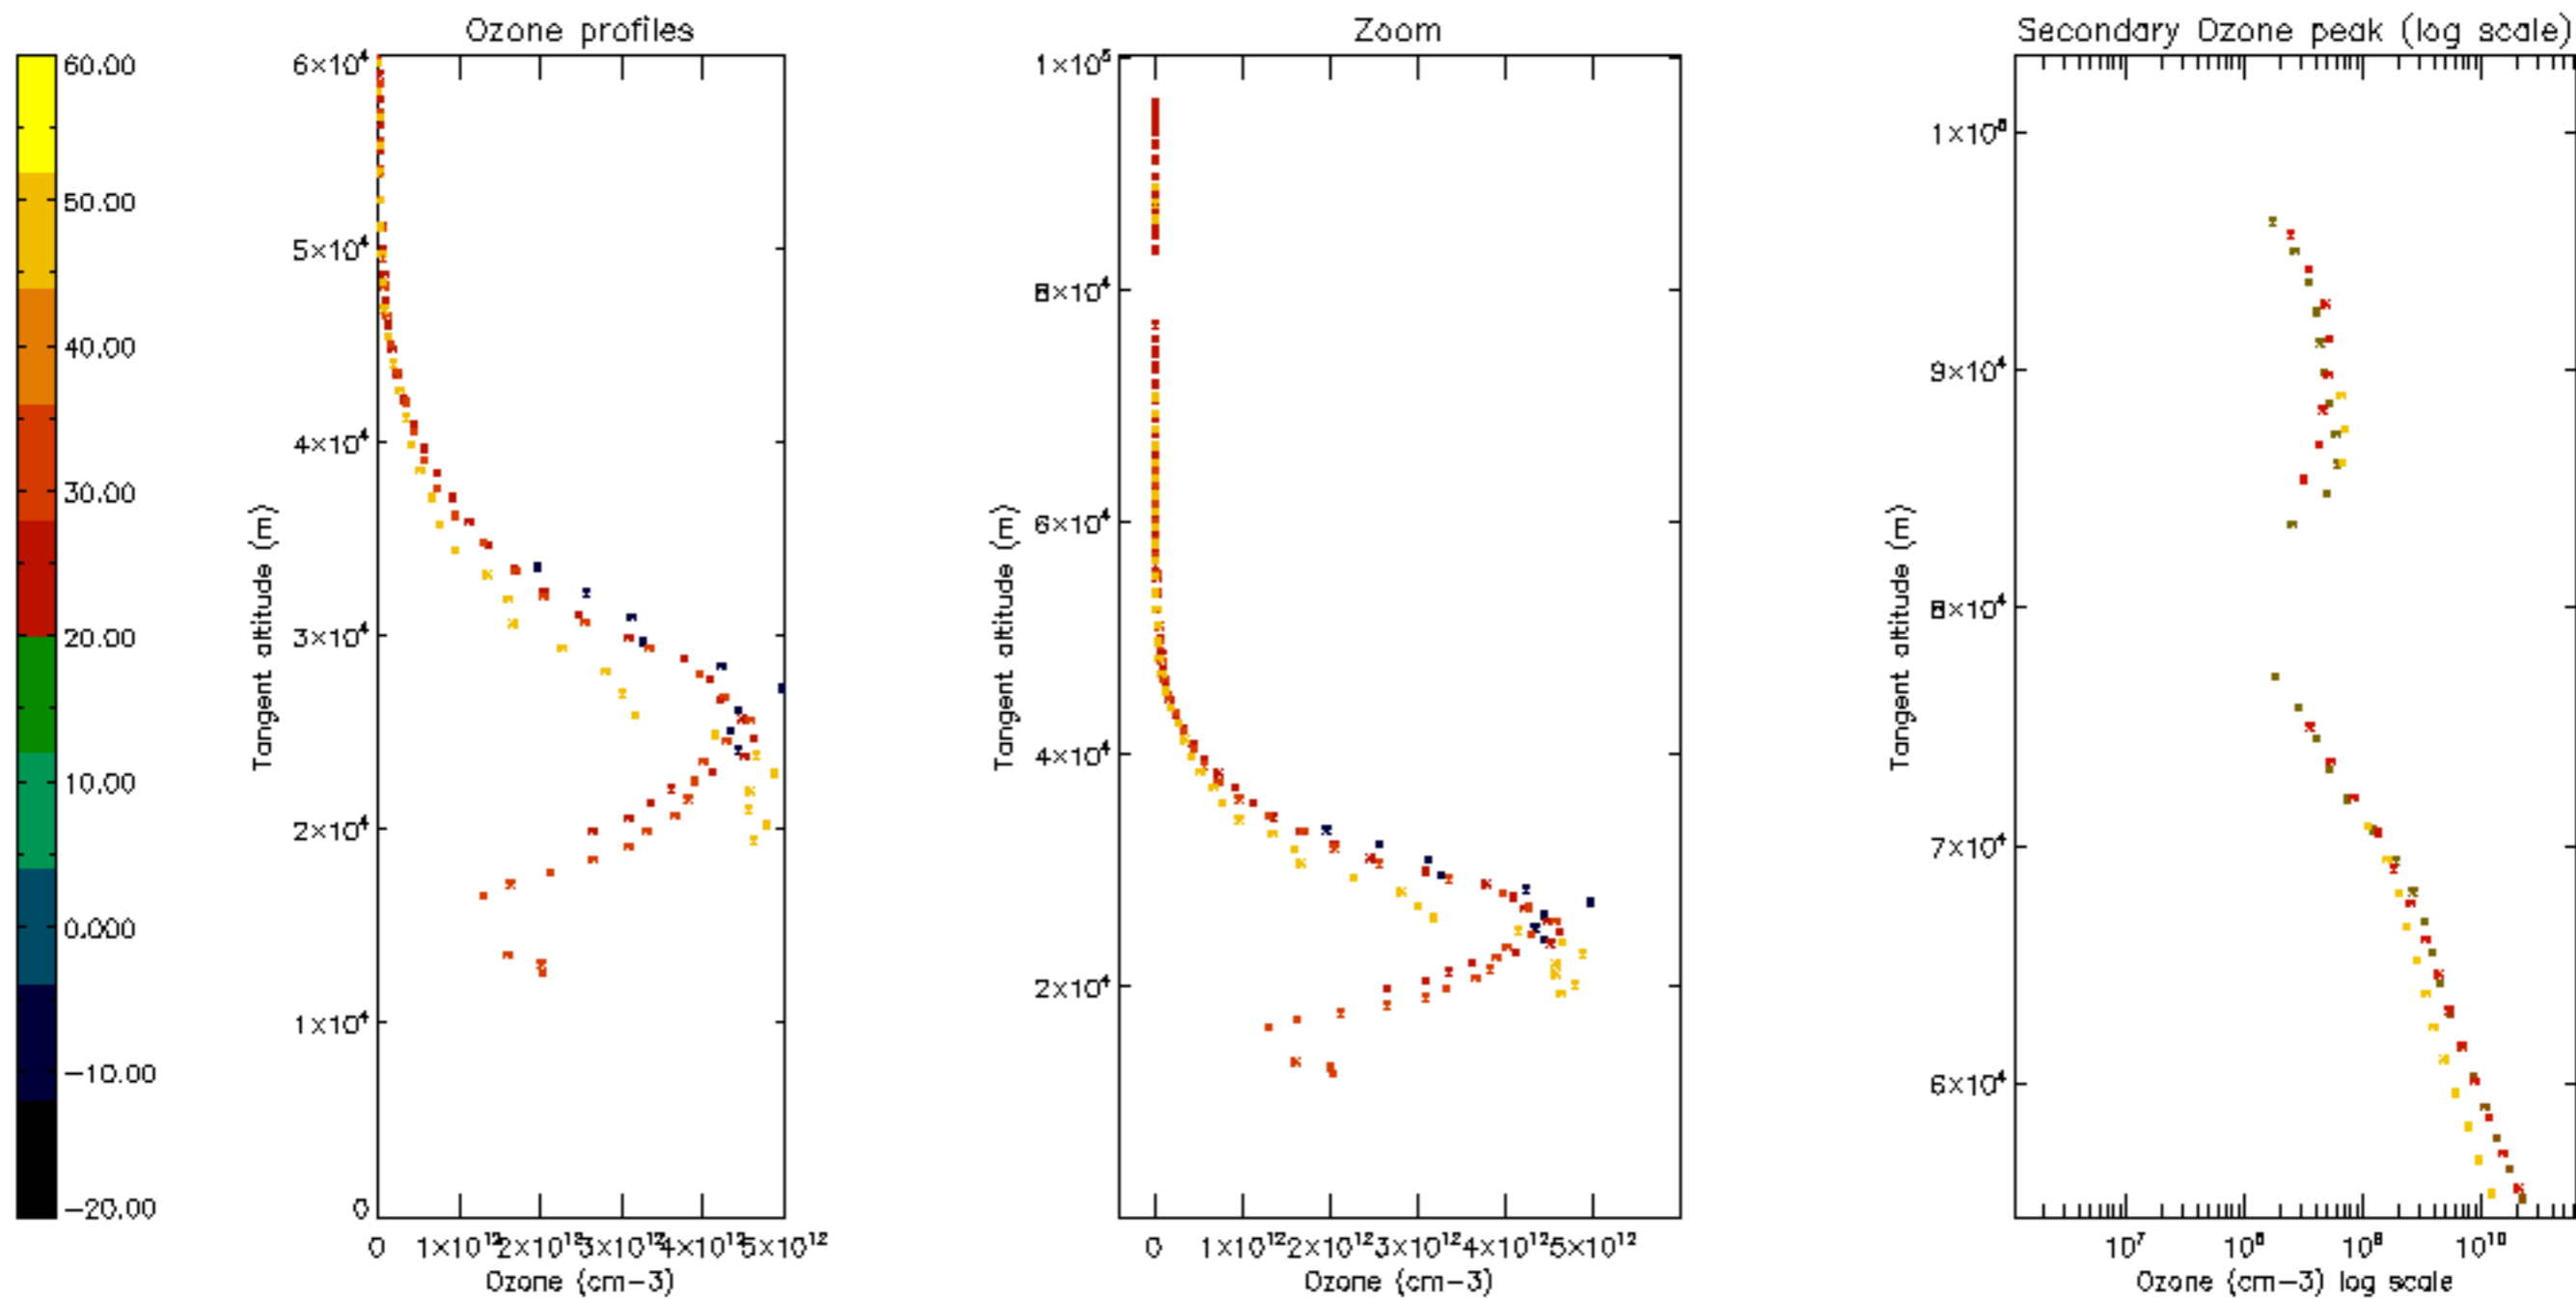 Ozone profiles
Zoom
Secondary Ozone peak (log scale)
60.00
50.00
40.00
30.00
20.00
10.00
0.000
−10.00
−20.00
6×10⁴
5×10⁴
4×10⁴
3×10⁴
2×10⁴
1×10⁴
0
Tangent altitude (m)
0 1×10¹² 2×10¹² 3×10¹² 4×10¹² 5×10¹²
Ozone (cm−3)
1×10⁵
8×10⁴
6×10⁴
4×10⁴
2×10⁴
Tangent altitude (m)
0 1×10¹² 2×10¹² 3×10¹² 4×10¹² 5×10¹²
Ozone (cm−3)
1×10⁵
9×10⁴
8×10⁴
7×10⁴
6×10⁴
Tangent altitude (m)
10⁷ 10⁸ 10⁹ 10¹⁰
Ozone (cm−3) log scale